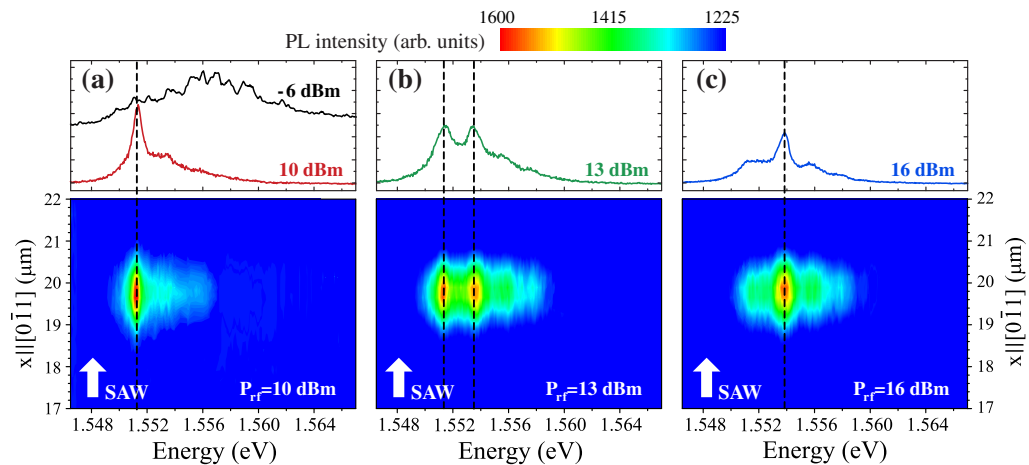 1600 1415 1225
PL intensity (arb. units)
(a) (b) (c)
-6 dBm
10 dBm 13 dBm 16 dBm
22 22
21 21
20 20
19 19
18 18
17 17
x||[01̄1] (μm) x||[01̄1] (μm)
SAW P_rf=10 dBm SAW P_rf=13 dBm SAW P_rf=16 dBm
1.548 1.552 1.556 1.560 1.564 1.548 1.552 1.556 1.560 1.564 1.548 1.552 1.556 1.560 1.564
Energy (eV) Energy (eV) Energy (eV)